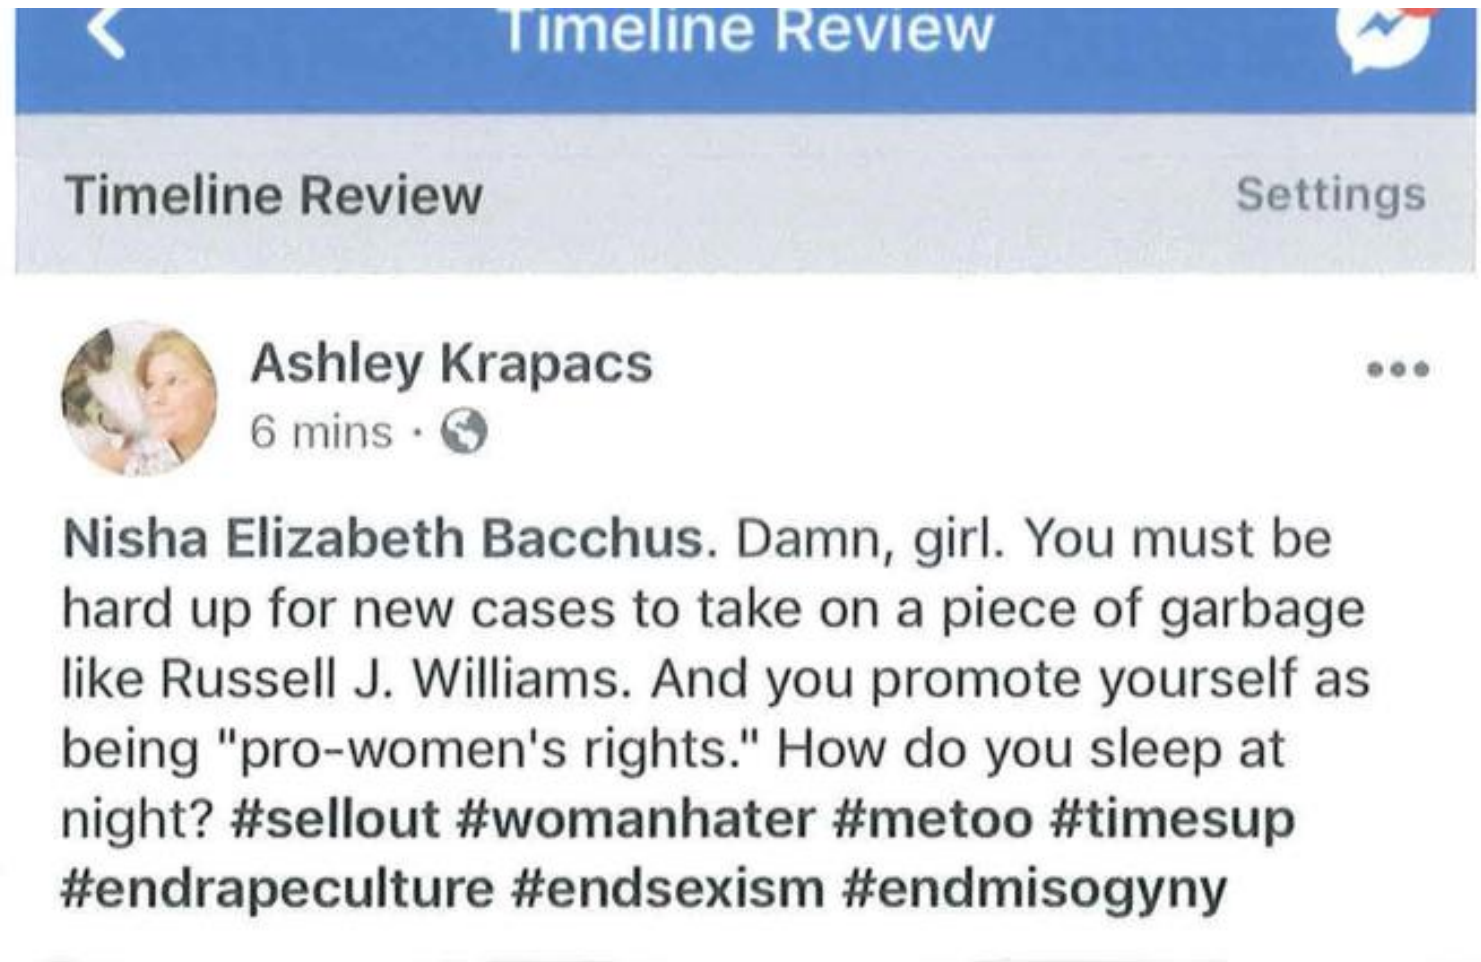 Timeline Review
Timeline Review Settings
Ashley Krapacs
6 mins ·
Nisha Elizabeth Bacchus. Damn, girl. You must be
hard up for new cases to take on a piece of garbage
like Russell J. Williams. And you promote yourself as
being "pro-women's rights." How do you sleep at
night? #sellout #womanhater #metoo #timesup
#endrapeculture #endsexism #endmisogyny